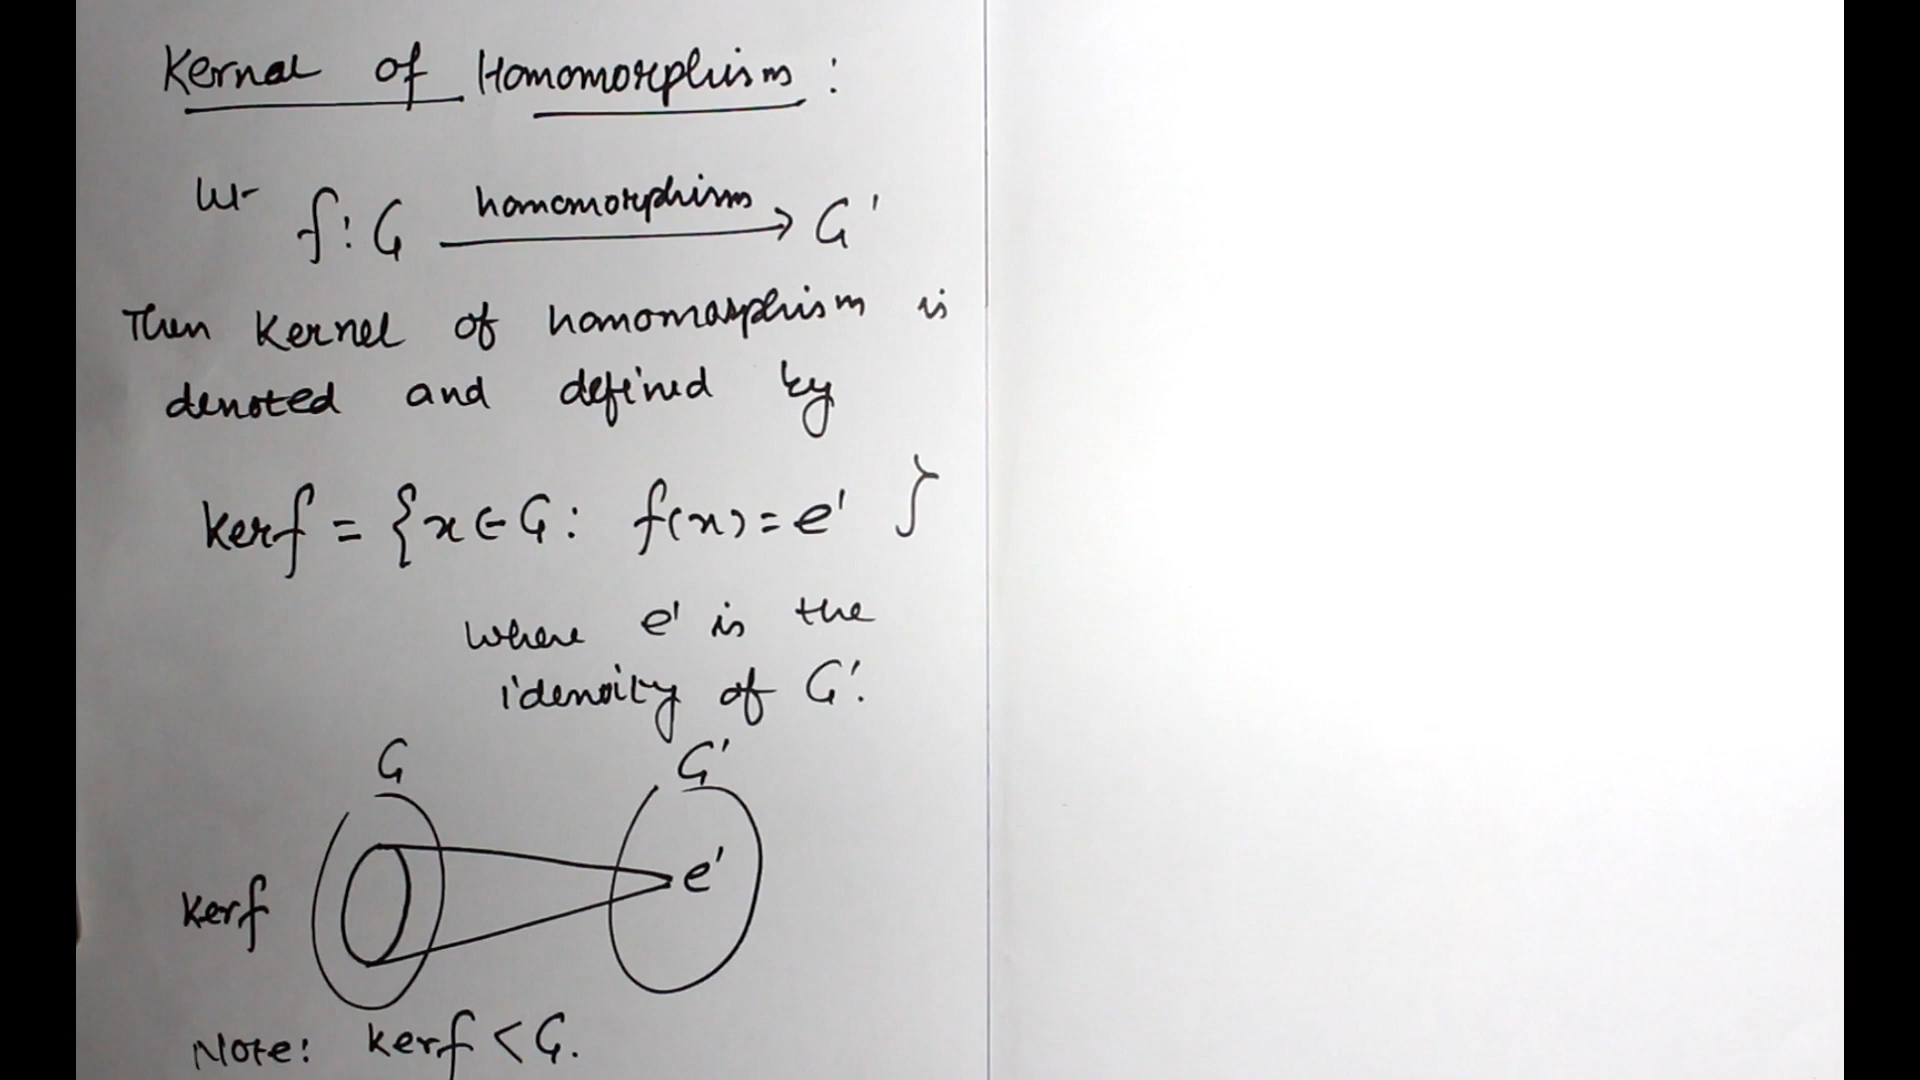 Kernal of Homomorphism :
Let f : G homomorphism → G'
Then Kernel of homomorphism is
denoted and defined by
kerf = { x ∈ G : f(x) = e' }
where e' is the
idenity of G'.
G G'
kerf e'
Note: kerf < G.